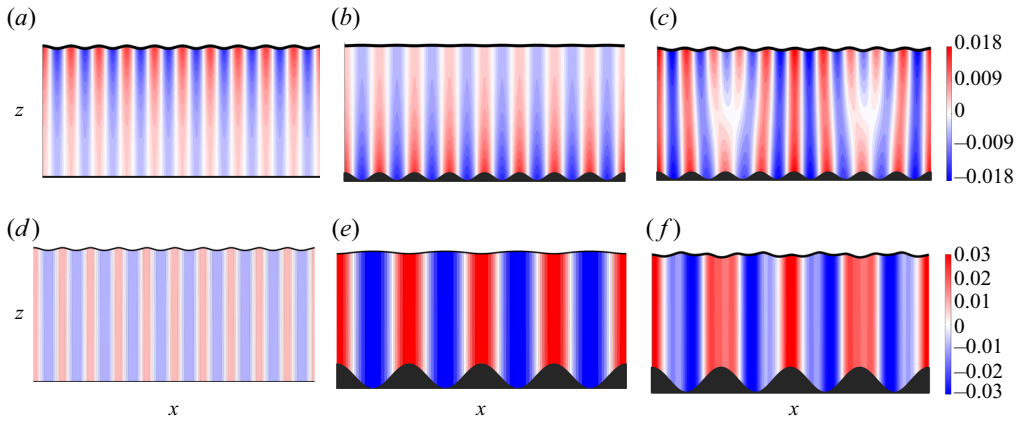 (a) (b) (c)
0.018
0.009
z 0
–0.009
–0.018
(d) (e) (f)
0.03
0.02
0.01
z 0
–0.01
–0.02
–0.03
x x x